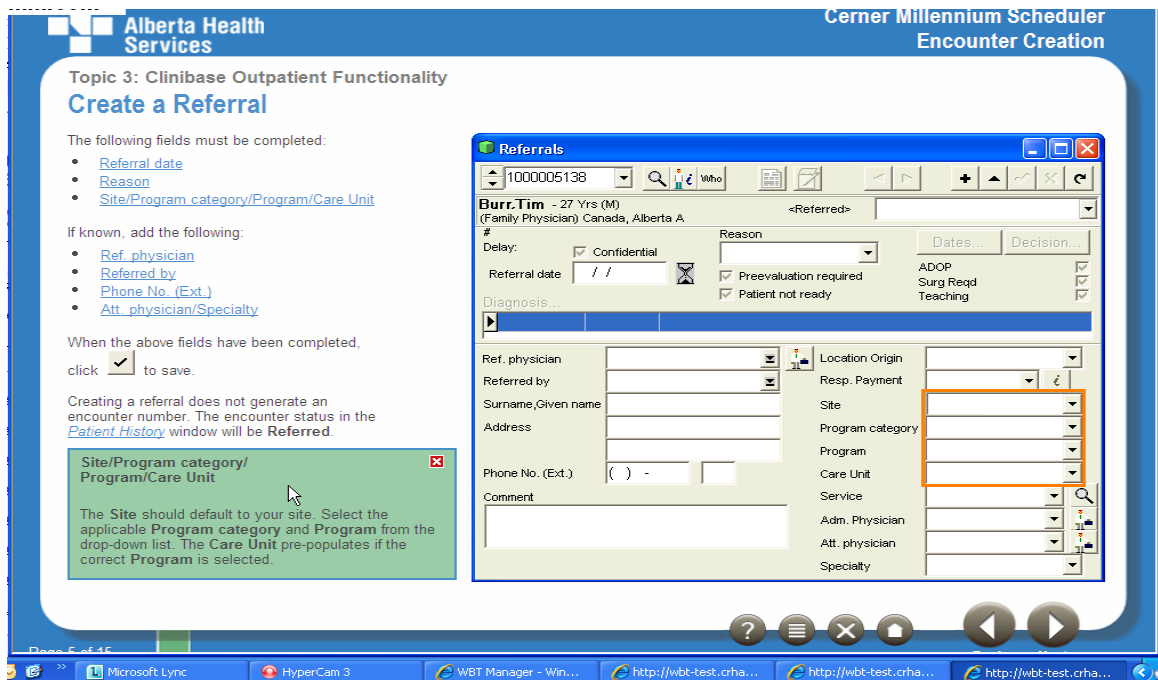 Alberta Health
Services
Cerner Millennium Scheduler
Encounter Creation
Topic 3: Clinibase Outpatient Functionality
Create a Referral
The following fields must be completed:
• Referral date
• Reason
• Site/Program category/Program/Care Unit
If known, add the following:
• Ref. physician
• Referred by
• Phone No. (Ext.)
• Att. physician/Specialty
When the above fields have been completed,
click to save.
Creating a referral does not generate an
encounter number. The encounter status in the
Patient History window will be Referred.
Site/Program category/
Program/Care Unit
The Site should default to your site. Select the
applicable Program category and Program from the
drop-down list. The Care Unit pre-populates if the
correct Program is selected.
Referrals
1000005138
Who
Burr,Tim - 27 Yrs (M)
(Family Physician) Canada, Alberta A
<Referred>
#
Delay:
Confidential
Reason
Dates...
Decision...
Referral date
/ /
Preevaluation required
Patient not ready
ADOP
Surg Reqd
Teaching
Diagnosis...
Ref. physician
Referred by
Surname,Given name
Address
Phone No. (Ext.)
( ) -
Comment
Location Origin
Resp. Payment
Site
Program category
Program
Care Unit
Service
Adm. Physician
Att. physician
Specialty
Page 5 of 15
Microsoft Lync
HyperCam 3
WBT Manager - Win...
http://wbt-test.crha...
http://wbt-test.crha...
http://wbt-test.crha...